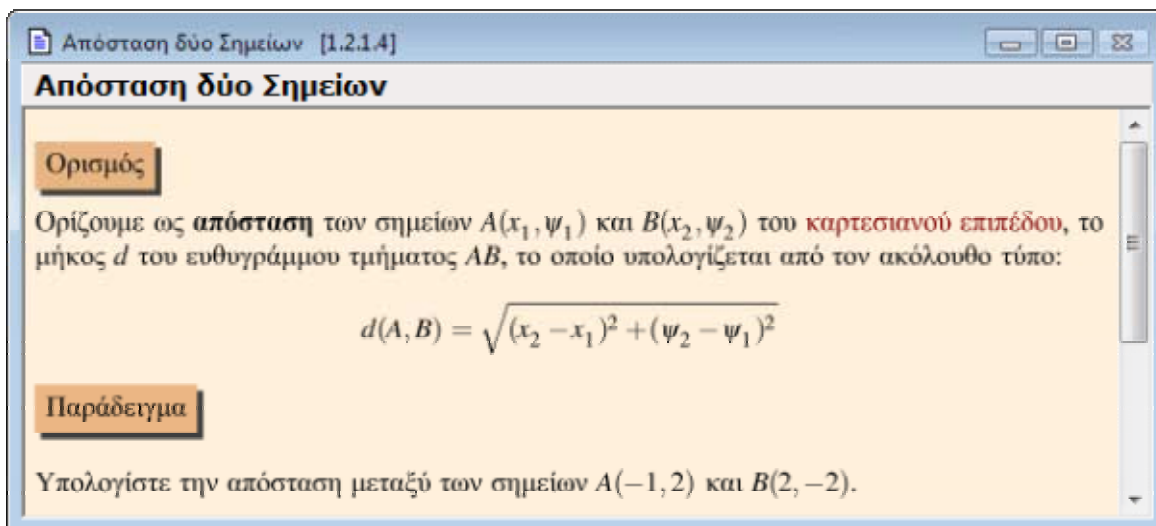 Απόσταση δύο Σημείων [1.2.1.4]
Απόσταση δύο Σημείων
Ορισμός
Ορίζουμε ως απόσταση των σημείων A(x₁,ψ₁) και B(x₂,ψ₂) του καρτεσιανού επιπέδου, το
μήκος d του ευθυγράμμου τμήματος AB, το οποίο υπολογίζεται από τον ακόλουθο τύπο:
d(A,B) = √((x₂ − x₁)² + (ψ₂ − ψ₁)²)
Παράδειγμα
Υπολογίστε την απόσταση μεταξύ των σημείων A(−1,2) και B(2,−2).